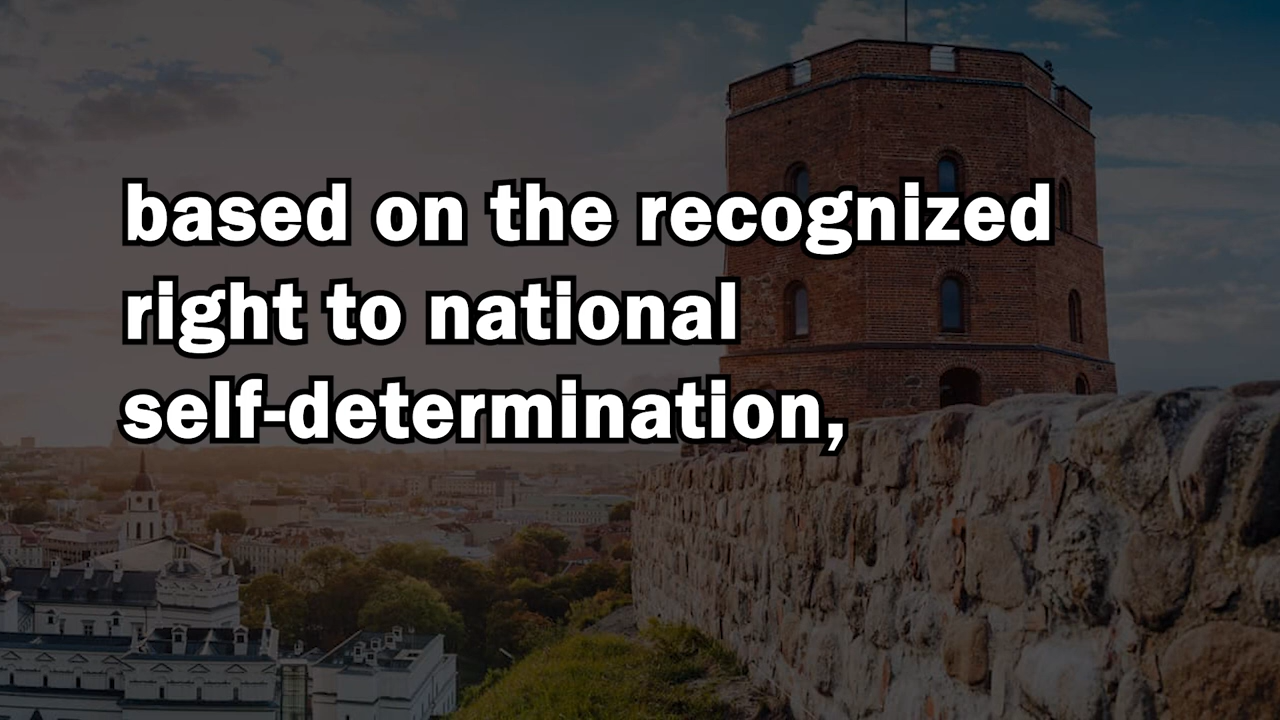 based on the recognized
right to national
self-determination,